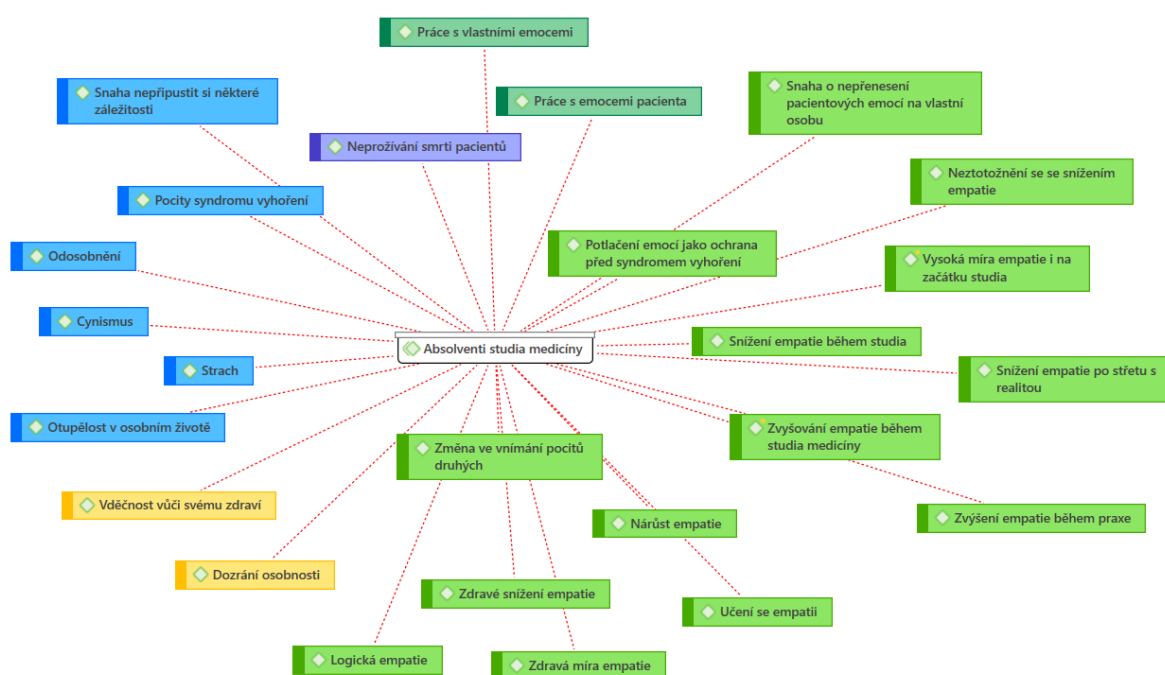 Práce s vlastními emocemi
Snaha nepřipustit si některé
záležitosti
Práce s emocemi pacienta
Snaha o nepřenesení
pacientových emocí na vlastní
osobu
Neprožívání smrti pacientů
Neztotožnění se se snížením
empatie
Pocity syndromu vyhoření
Potlačení emocí jako ochrana
před syndromem vyhoření
Odosobnění
Vysoká míra empatie i na
začátku studia
Cynismus
Absolventi studia medicíny
Snížení empatie během studia
Strach
Snížení empatie po střetu s
realitou
Otupělost v osobním životě
Změna ve vnímání pocitů
druhých
Zvyšování empatie během
studia medicíny
Vděčnost vůči svému zdraví
Nárůst empatie
Zvýšení empatie během praxe
Dozrání osobnosti
Zdravé snížení empatie
Učení se empatii
Logická empatie
Zdravá míra empatie